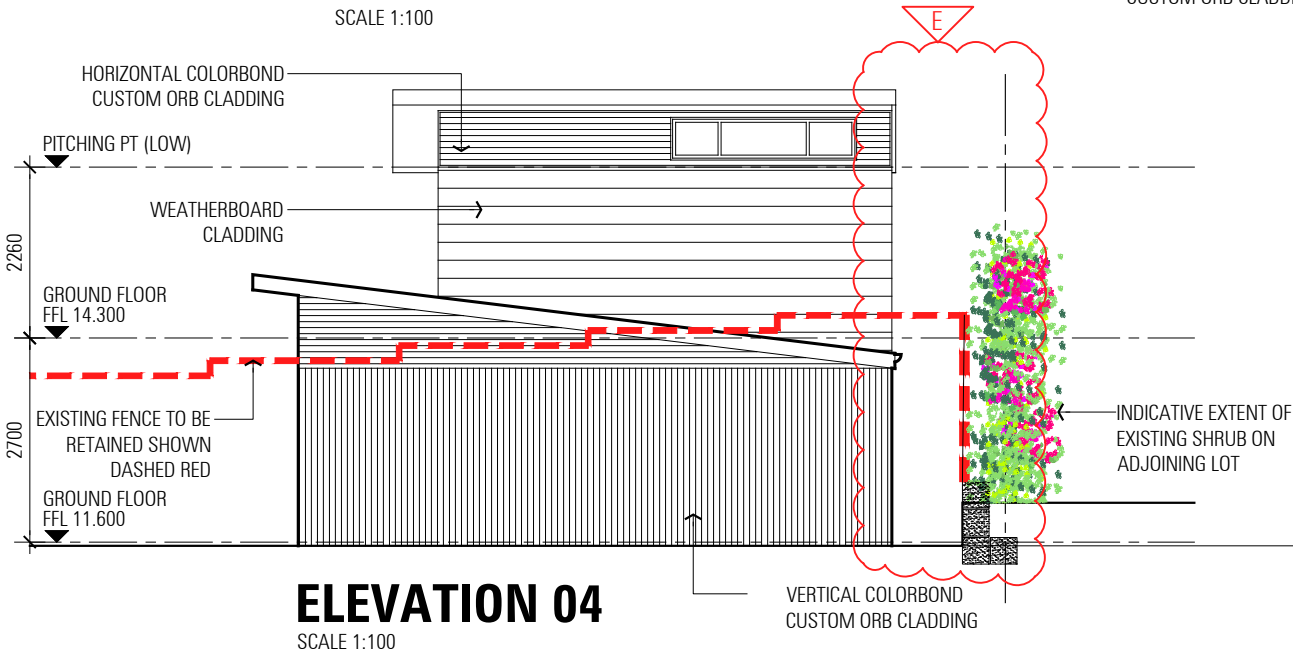 SCALE 1:100
E
HORIZONTAL COLORBOND
CUSTOM ORB CLADDING
PITCHING PT (LOW)
WEATHERBOARD
CLADDING
2260
GROUND FLOOR
FFL 14.300
EXISTING FENCE TO BE
RETAINED SHOWN
DASHED RED
2700
GROUND FLOOR
FFL 11.600
INDICATIVE EXTENT OF
EXISTING SHRUB ON
ADJOINING LOT
VERTICAL COLORBOND
CUSTOM ORB CLADDING
ELEVATION 04
SCALE 1:100